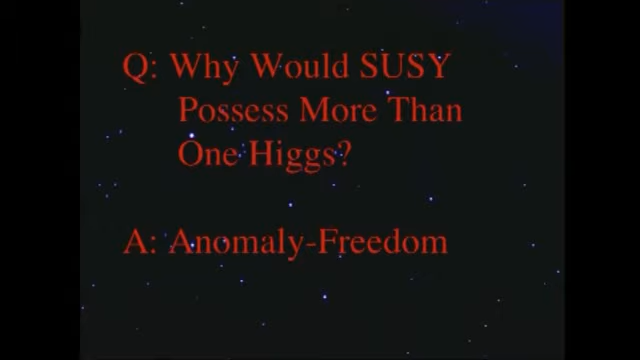 Q: Why Would SUSY
Possess More Than
One Higgs?
A: Anomaly-Freedom